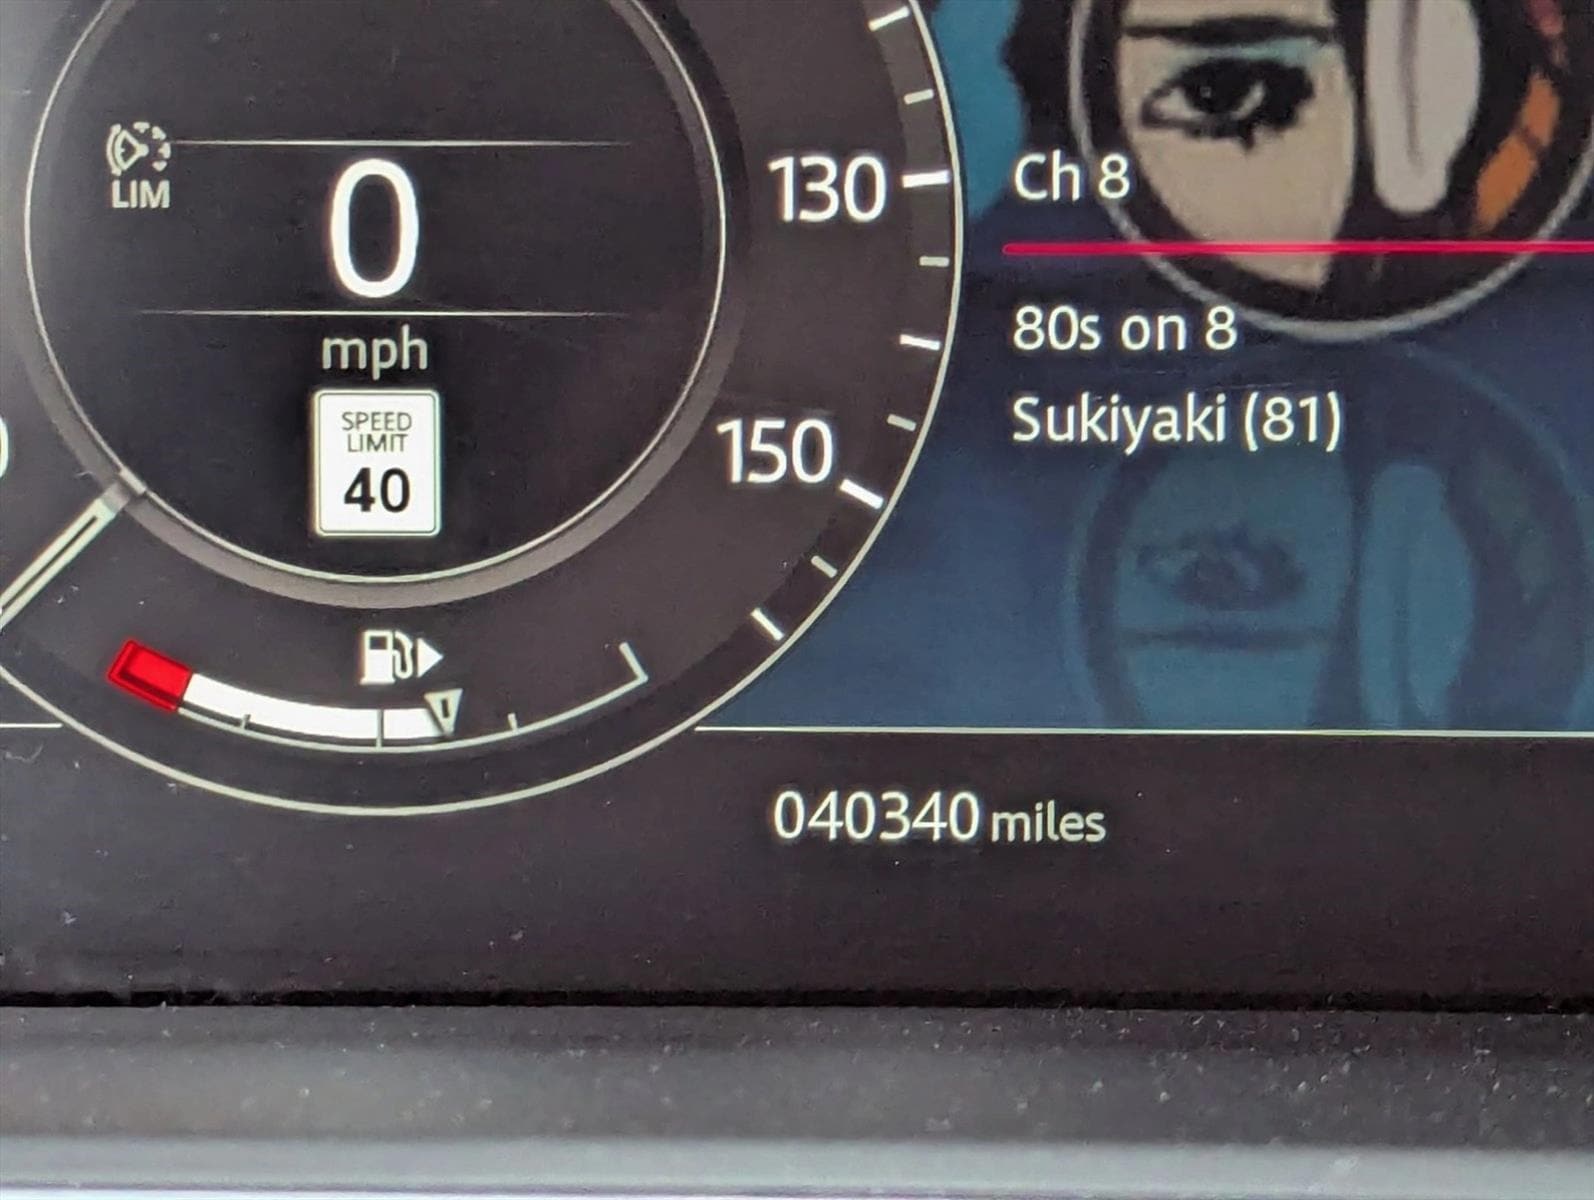 LIM
0
mph
SPEED
LIMIT
40
130
150
Ch 8
80s on 8
Sukiyaki (81)
040340 miles